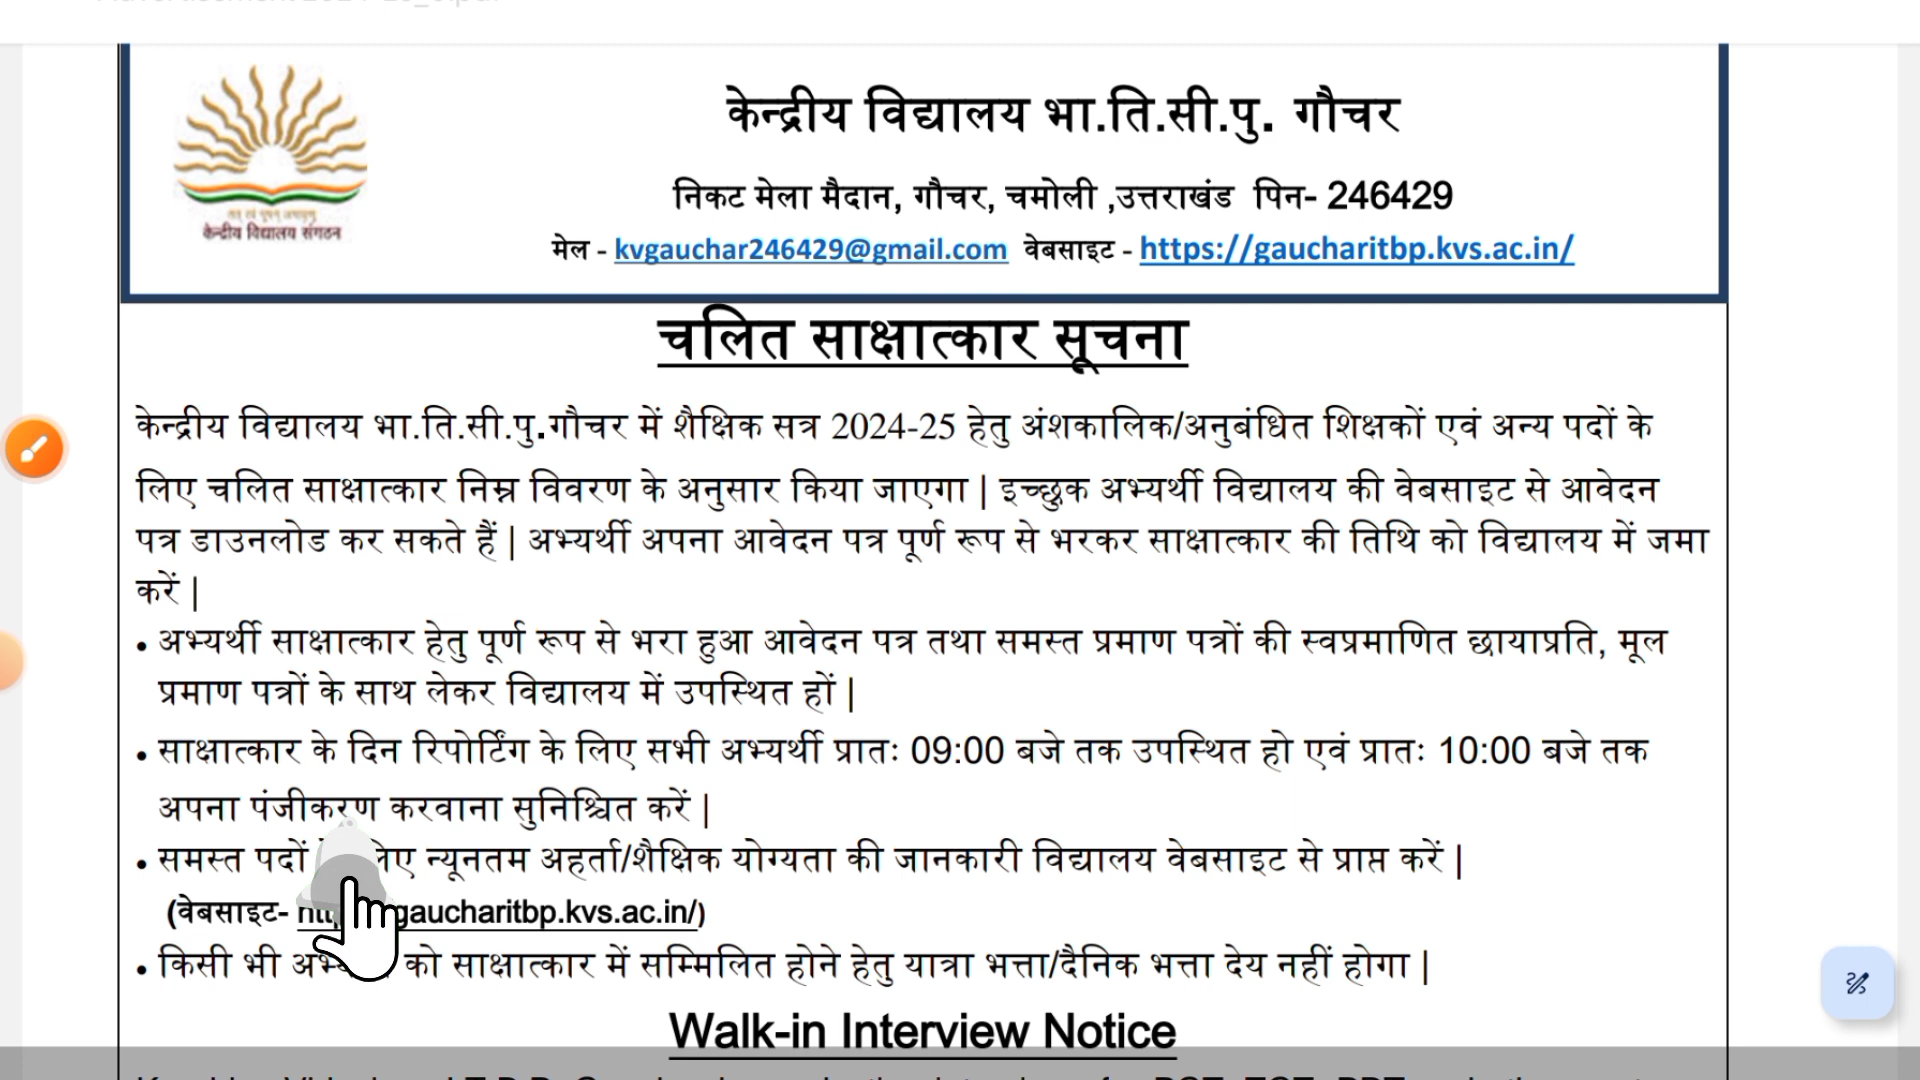 केन्द्रीय विद्यालय भा.ति.सी.पु. गौचर
निकट मेला मैदान, गौचर, चमोली ,उत्तराखंड पिन- 246429
मेल - kvgauchar246429@gmail.com वेबसाइट - https://gaucharitbp.kvs.ac.in/
केन्द्रीय विद्यालय संगठन
चलित साक्षात्कार सूचना
केन्द्रीय विद्यालय भा.ति.सी.पु.गौचर में शैक्षिक सत्र 2024-25 हेतु अंशकालिक/अनुबंधित शिक्षकों एवं अन्य पदों के
लिए चलित साक्षात्कार निम्न विवरण के अनुसार किया जाएगा | इच्छुक अभ्यर्थी विद्यालय की वेबसाइट से आवेदन
पत्र डाउनलोड कर सकते हैं | अभ्यर्थी अपना आवेदन पत्र पूर्ण रूप से भरकर साक्षात्कार की तिथि को विद्यालय में जमा
करें |
• अभ्यर्थी साक्षात्कार हेतु पूर्ण रूप से भरा हुआ आवेदन पत्र तथा समस्त प्रमाण पत्रों की स्वप्रमाणित छायाप्रति, मूल
प्रमाण पत्रों के साथ लेकर विद्यालय में उपस्थित हों |
• साक्षात्कार के दिन रिपोर्टिंग के लिए सभी अभ्यर्थी प्रातः 09:00 बजे तक उपस्थित हो एवं प्रातः 10:00 बजे तक
अपना पंजीकरण करवाना सुनिश्चित करें |
• समस्त पदों लिए न्यूनतम अहर्ता/शैक्षिक योग्यता की जानकारी विद्यालय वेबसाइट से प्राप्त करें |
(वेबसाइट- gaucharitbp.kvs.ac.in/)
• किसी भी को साक्षात्कार में सम्मिलित होने हेतु यात्रा भत्ता/दैनिक भत्ता देय नहीं होगा |
Walk-in Interview Notice